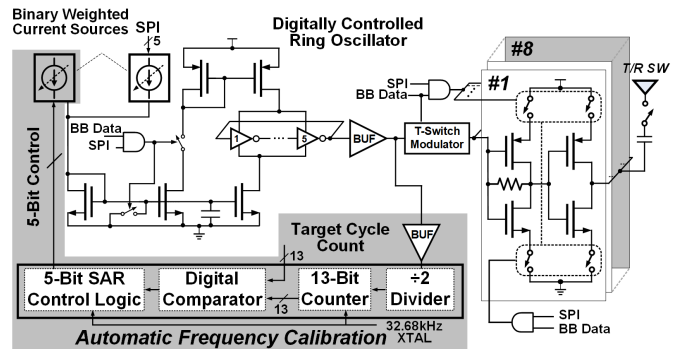 Binary Weighted
Current Sources
SPI
5
Digitally Controlled
Ring Oscillator
#8
#1
T/R SW
SPI
BB Data
BB Data
SPI
1
5
BUF
T-Switch
Modulator
5-Bit Control
BUF
Target Cycle
Count
13
5-Bit SAR
Control Logic
Digital
Comparator
13
13-Bit
Counter
÷2
Divider
SPI
BB Data
32.68kHz
XTAL
Automatic Frequency Calibration